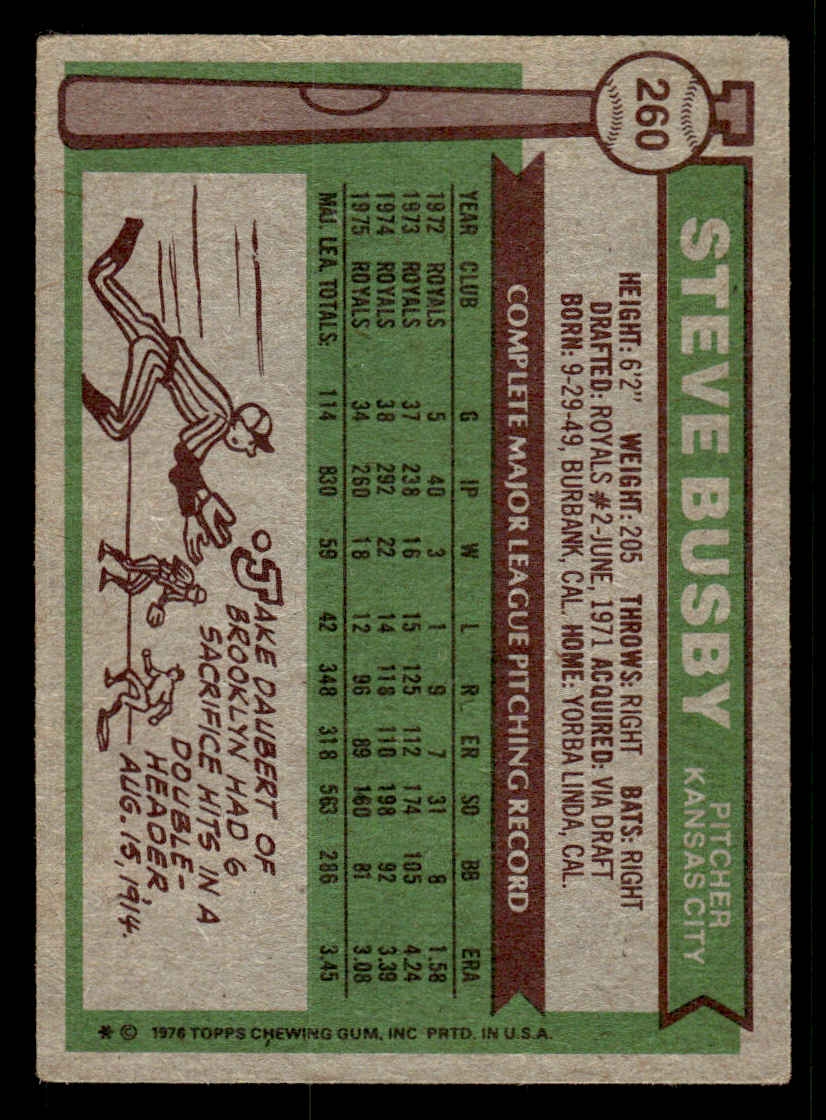 260
STEVE BUSBY
PITCHER
KANSAS CITY
HEIGHT: 6'2" WEIGHT: 205 THROWS: RIGHT BATS: RIGHT
DRAFTED: ROYALS #2-JUNE, 1971 ACQUIRED: VIA DRAFT
BORN: 9-29-49, BURBANK, CAL. HOME: YORBA LINDA, CAL.
COMPLETE MAJOR LEAGUE PITCHING RECORD
YEAR CLUB G IP W L R ER SO BB ERA
1972 ROYALS 5 40 3 1 9 7 31 8 1.58
1973 ROYALS 37 238 16 15 125 112 174 105 4.24
1974 ROYALS 38 292 22 14 118 110 198 92 3.39
1975 ROYALS 34 260 18 12 96 89 160 81 3.08
MAJ. LEA. TOTALS: 114 830 59 42 348 318 563 286 3.45
JAKE DAUBERT OF
BROOKLYN HAD 6
SACRIFICE HITS IN A
DOUBLE-
HEADER,
AUG. 15, 1914.
* © 1976 TOPPS CHEWING GUM, INC PRTD. IN U.S.A.